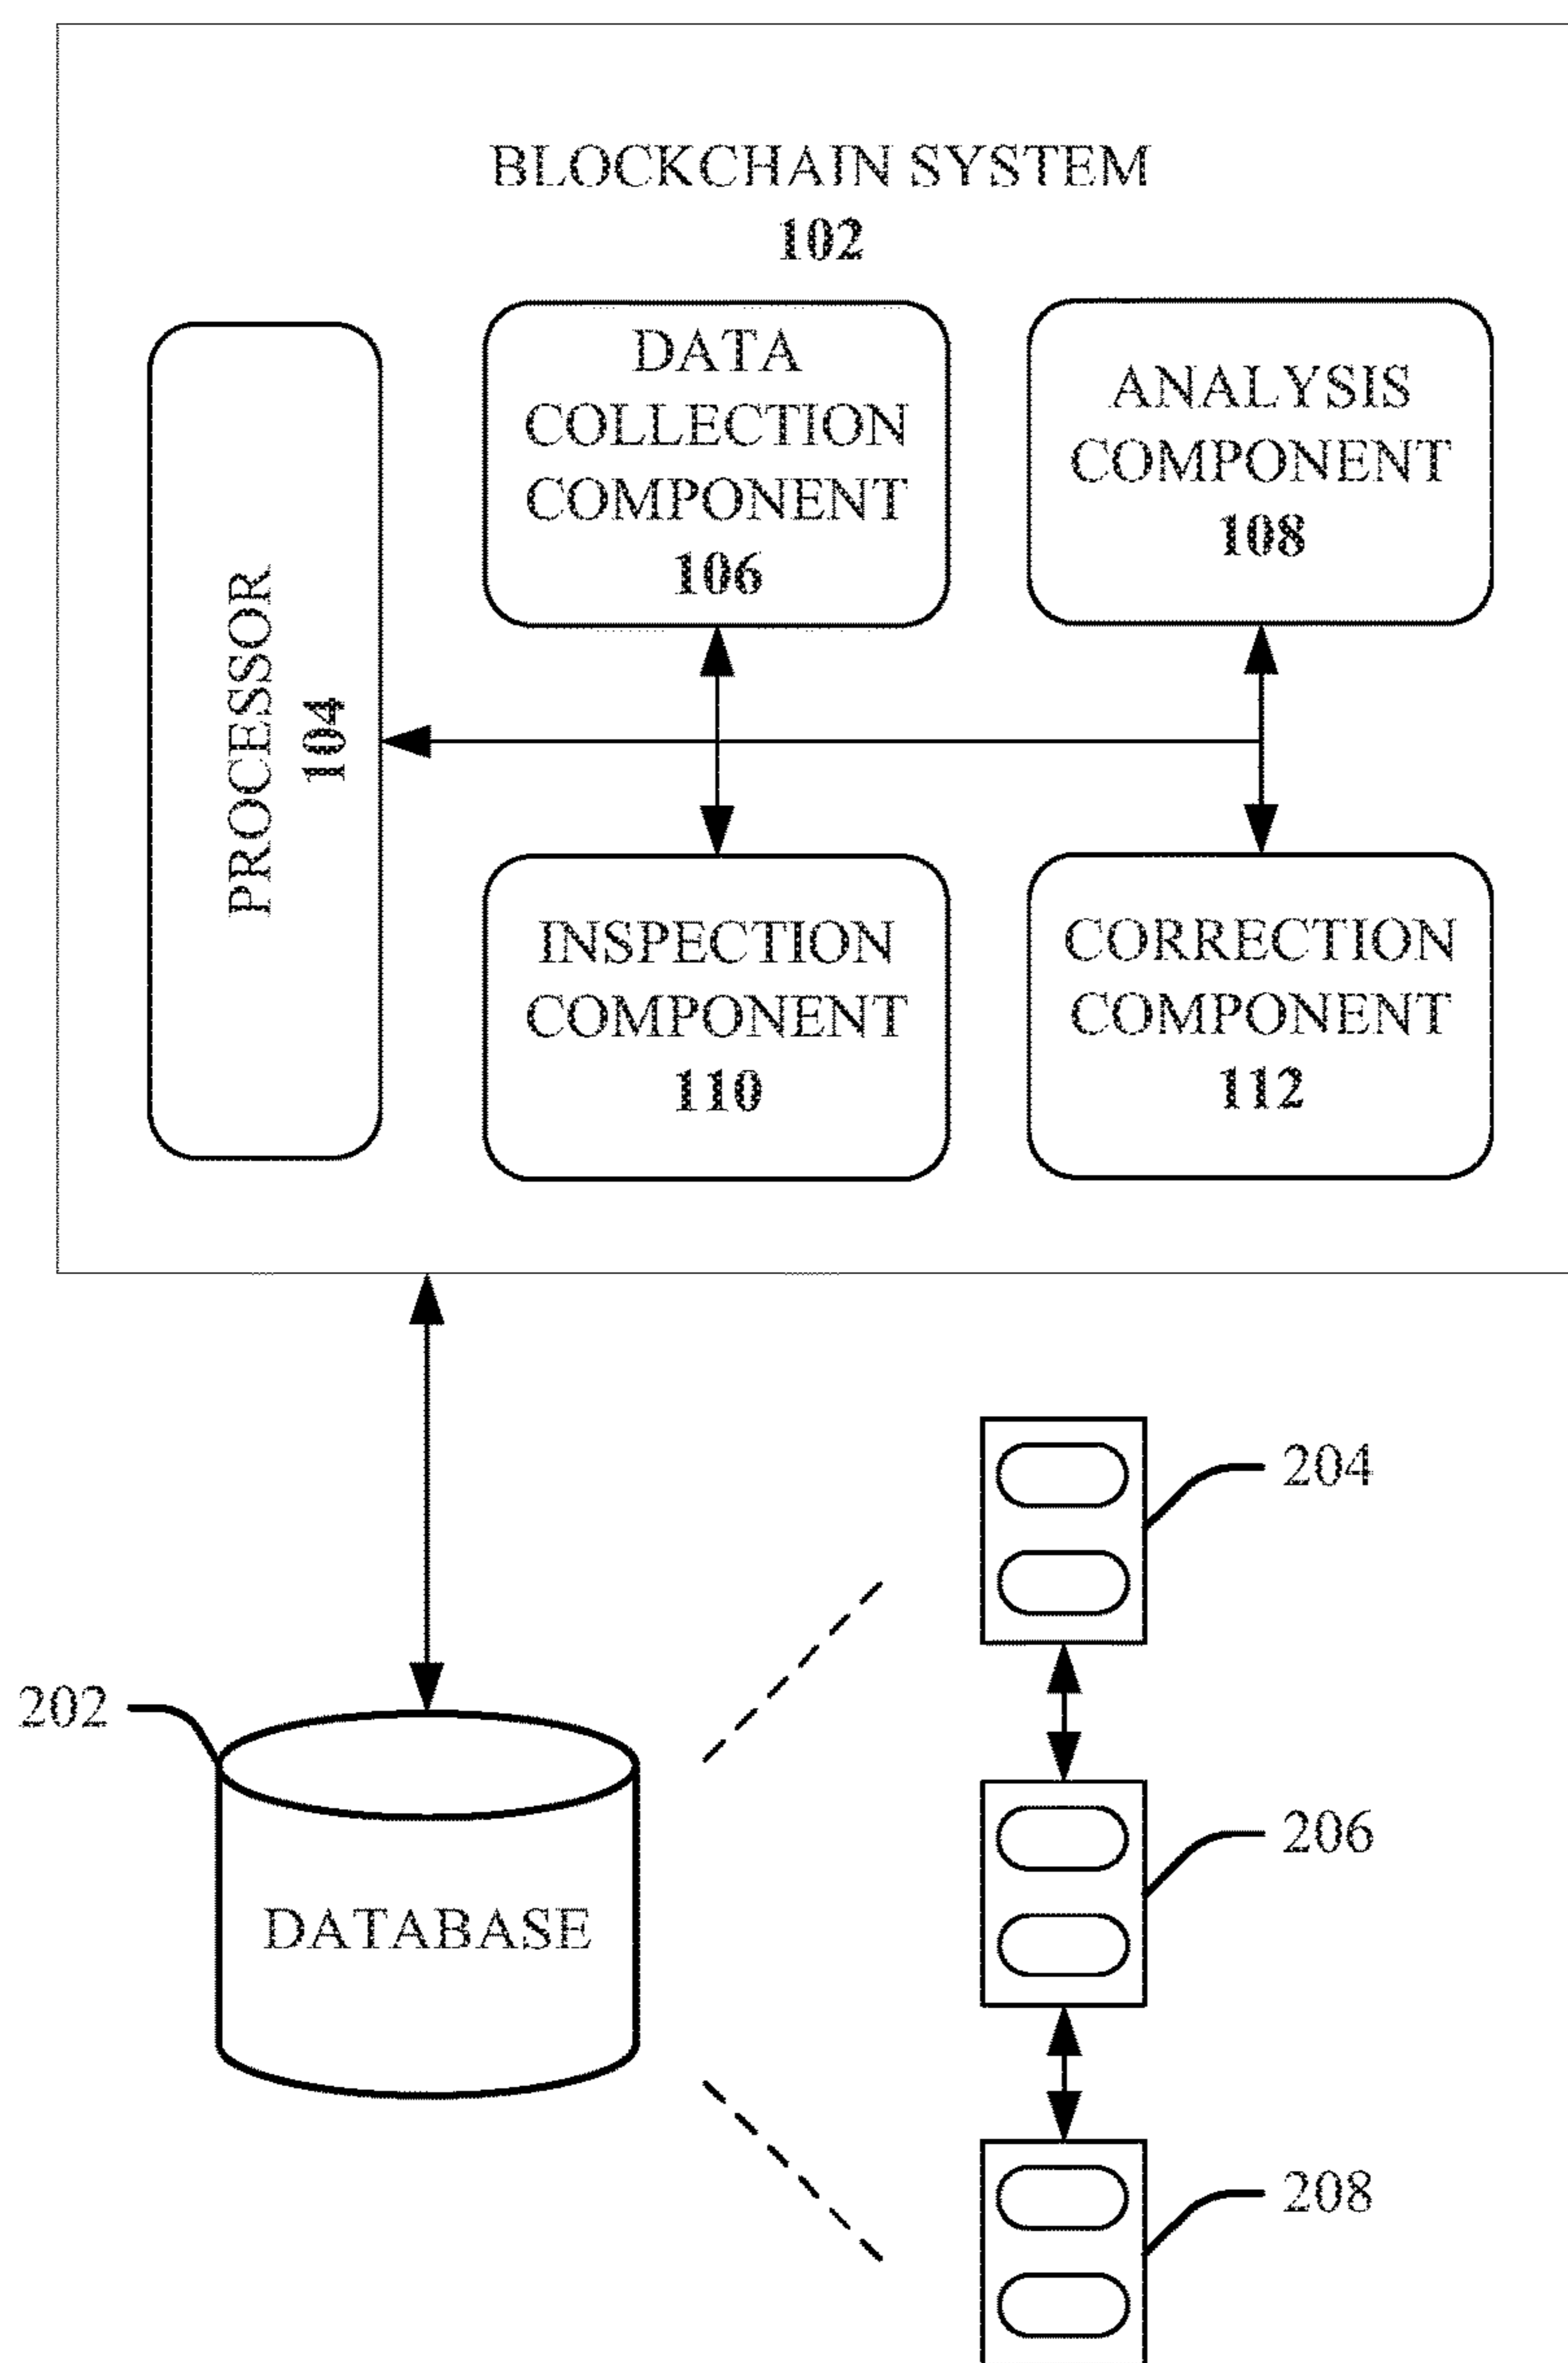 BLOCKCHAIN SYSTEM
102
PROCESSOR
104
DATA
COLLECTION
COMPONENT
106
ANALYSIS
COMPONENT
108
INSPECTION
COMPONENT
110
CORRECTION
COMPONENT
112
202
DATABASE
204
206
208